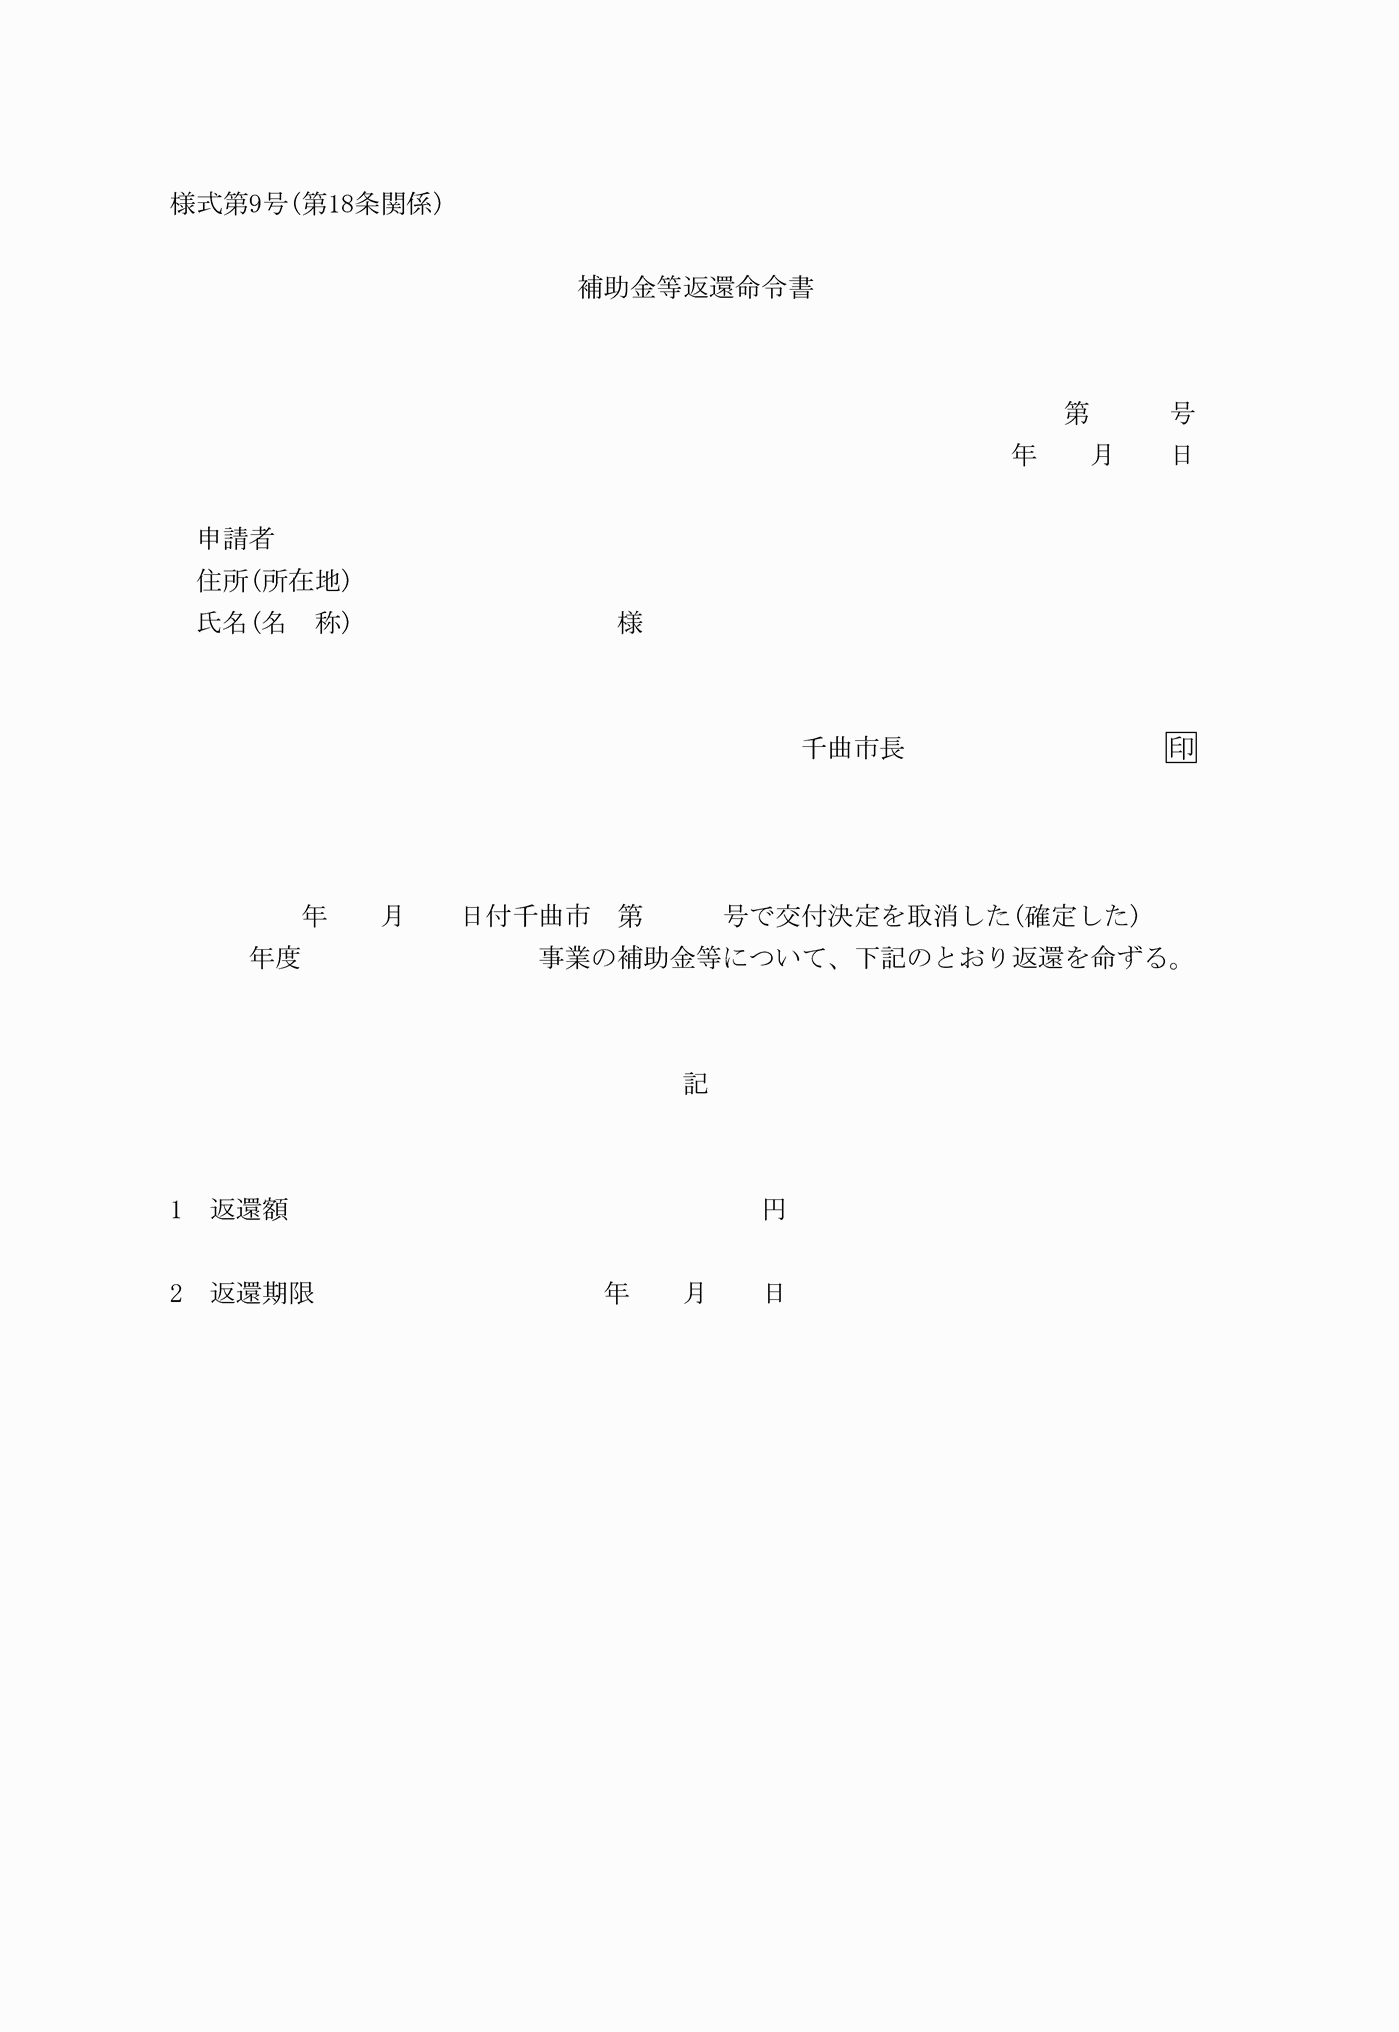 様式第9号(第18条関係)
補助金等返還命令書
第　　　号
年　　月　　日
申請者
住所(所在地)
氏名(名　称)　　　　　　　　　　様
千曲市長　　　　　　　　　　印
年　　月　　日付千曲市　第　　　号で交付決定を取消した(確定した)
年度　　　　　　　　　事業の補助金等について、下記のとおり返還を命ずる。
記
1　返還額　　　　　　　　　　　　　　　　　　円
2　返還期限　　　　　　　　　　　年　　月　　日